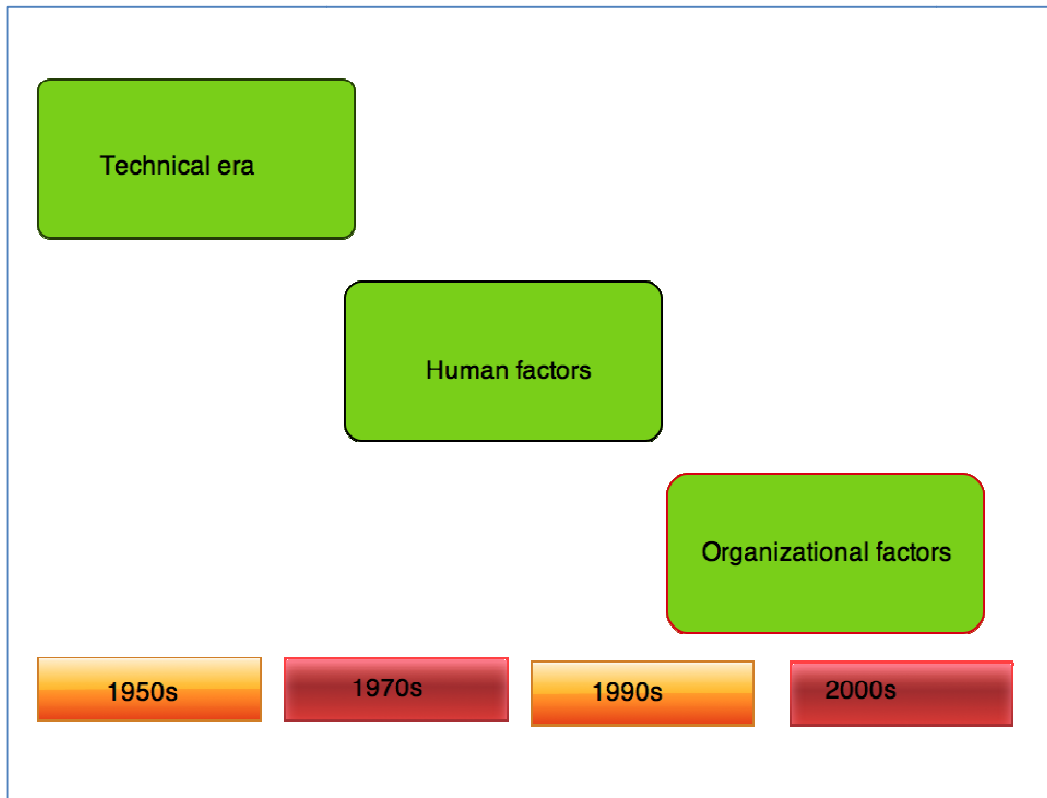 Technical era
Human factors
Organizational factors
1950s
1970s
1990s
2000s